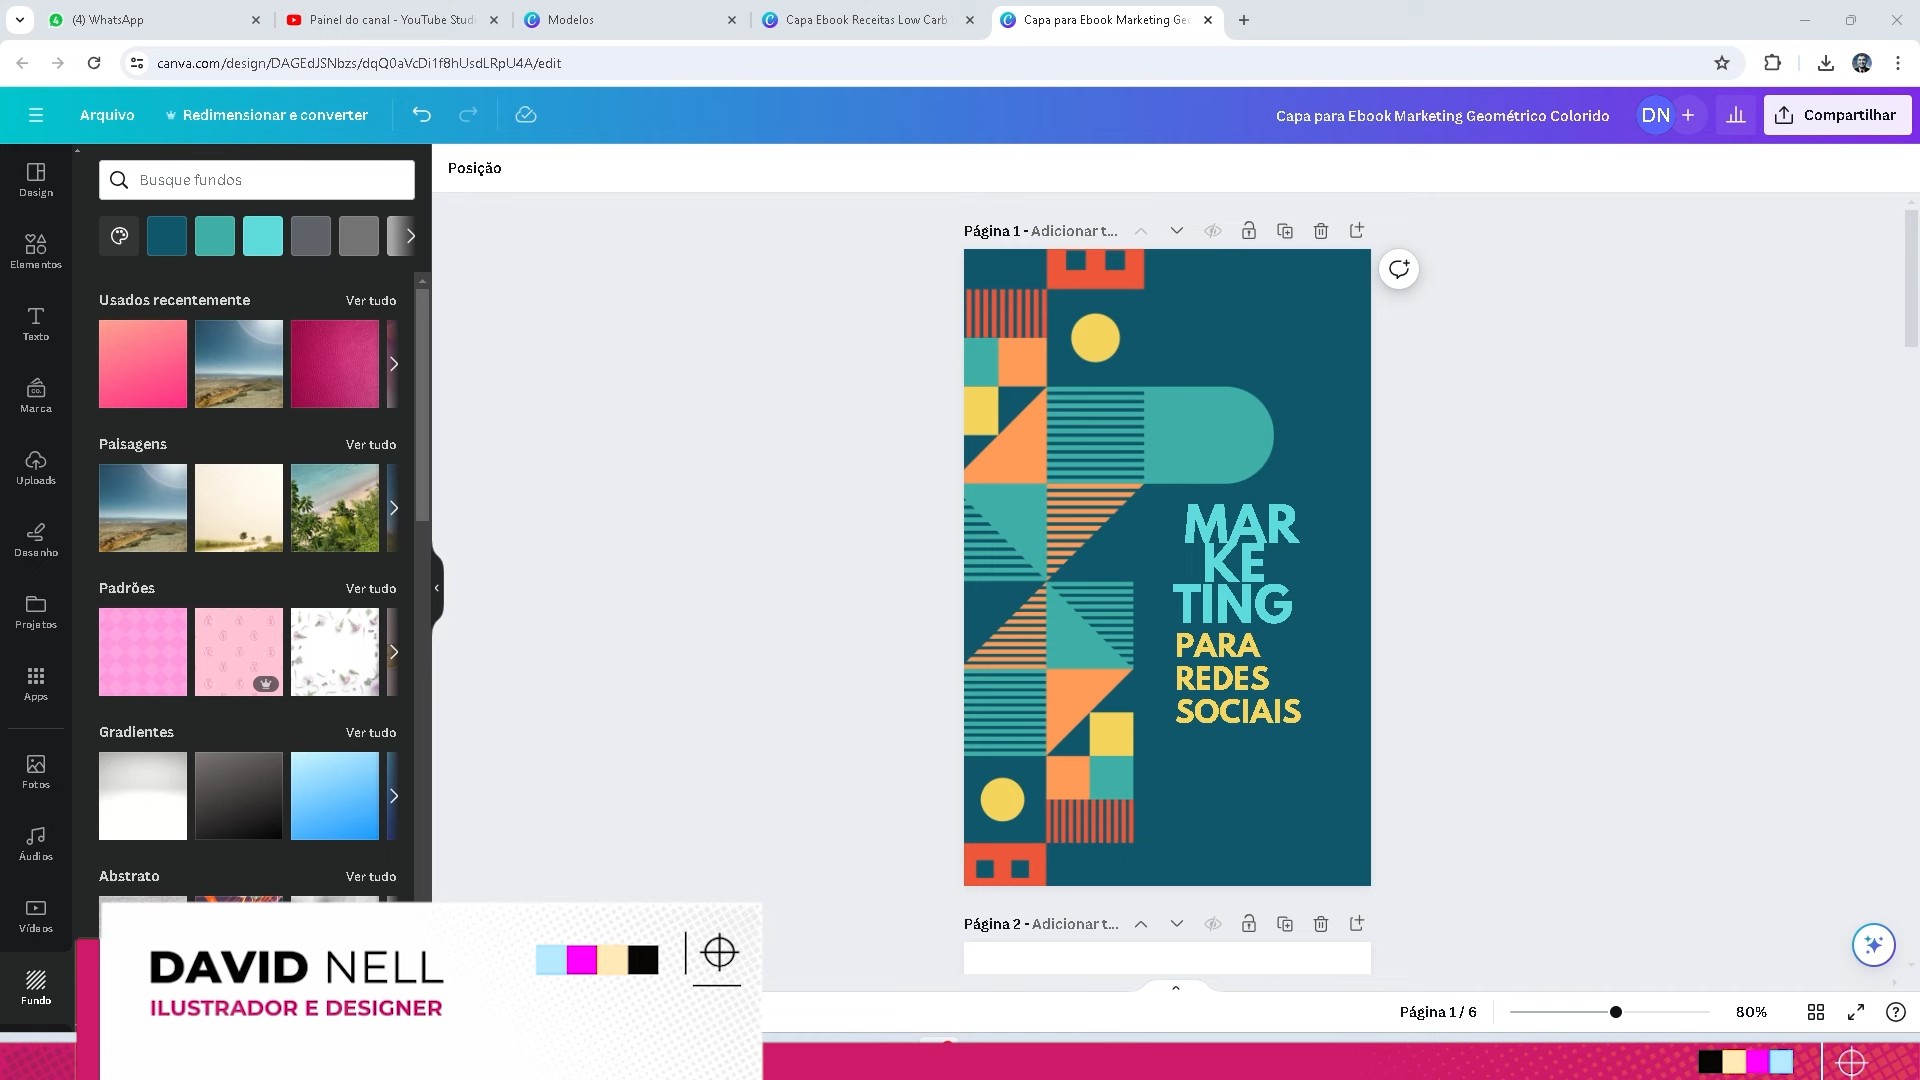 (4) WhatsApp
Painel do canal - YouTube Stud
Modelos
Capa Ebook Receitas Low Carb
Capa para Ebook Marketing Ge
canva.com/design/DAGEdJSNbzs/dqQ0aVcDi1f8hUsdLRpU4A/edit
Arquivo
Redimensionar e converter
Capa para Ebook Marketing Geométrico Colorido
DN
Compartilhar
Design
Elementos
Texto
Marca
Uploads
Desenho
Projetos
Apps
Fotos
Áudios
Vídeos
Fundo
Busque fundos
Usados recentemente
Ver tudo
Paisagens
Ver tudo
Padrões
Ver tudo
Gradientes
Ver tudo
Abstrato
Ver tudo
Posição
Página 1 - Adicionar t...
MAR
KE
TING
PARA
REDES
SOCIAIS
Página 2 - Adicionar t...
Página 1 / 6
80%
DAVID NELL
ILUSTRADOR E DESIGNER